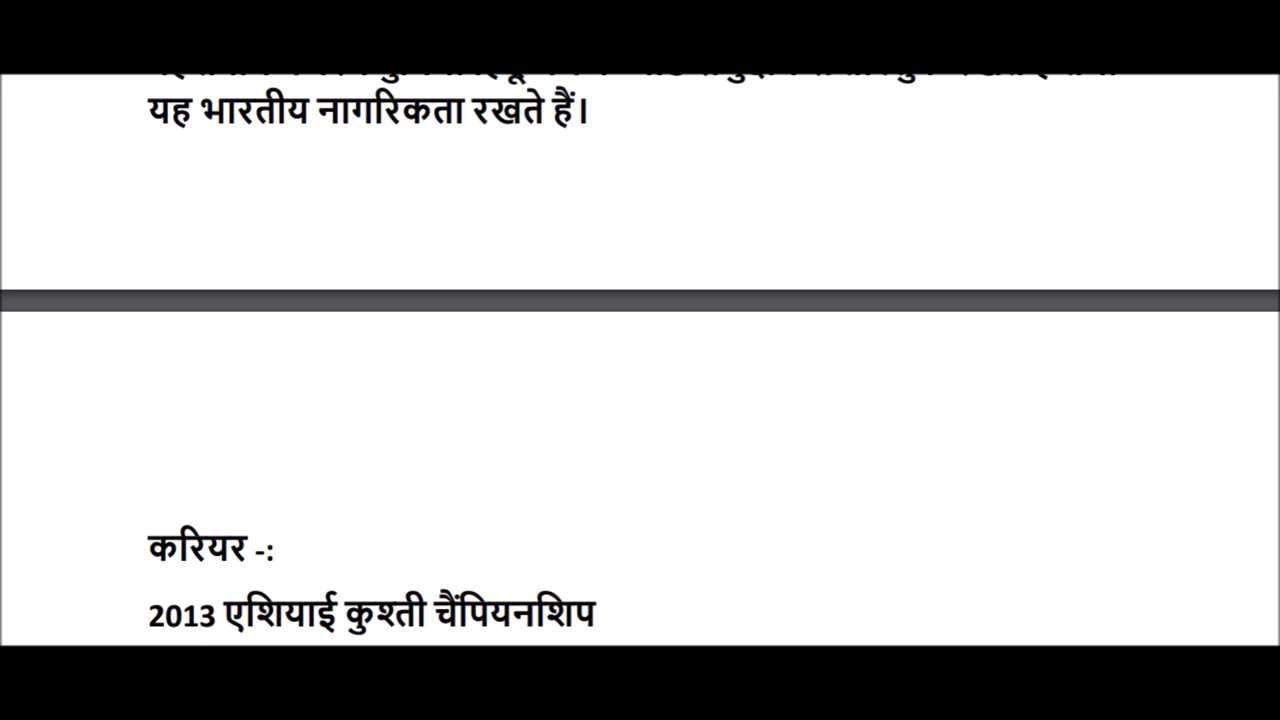 यह भारतीय नागरिकता रखते हैं।
करियर -:
2013 एशियाई कुश्ती चैंपियनशिप